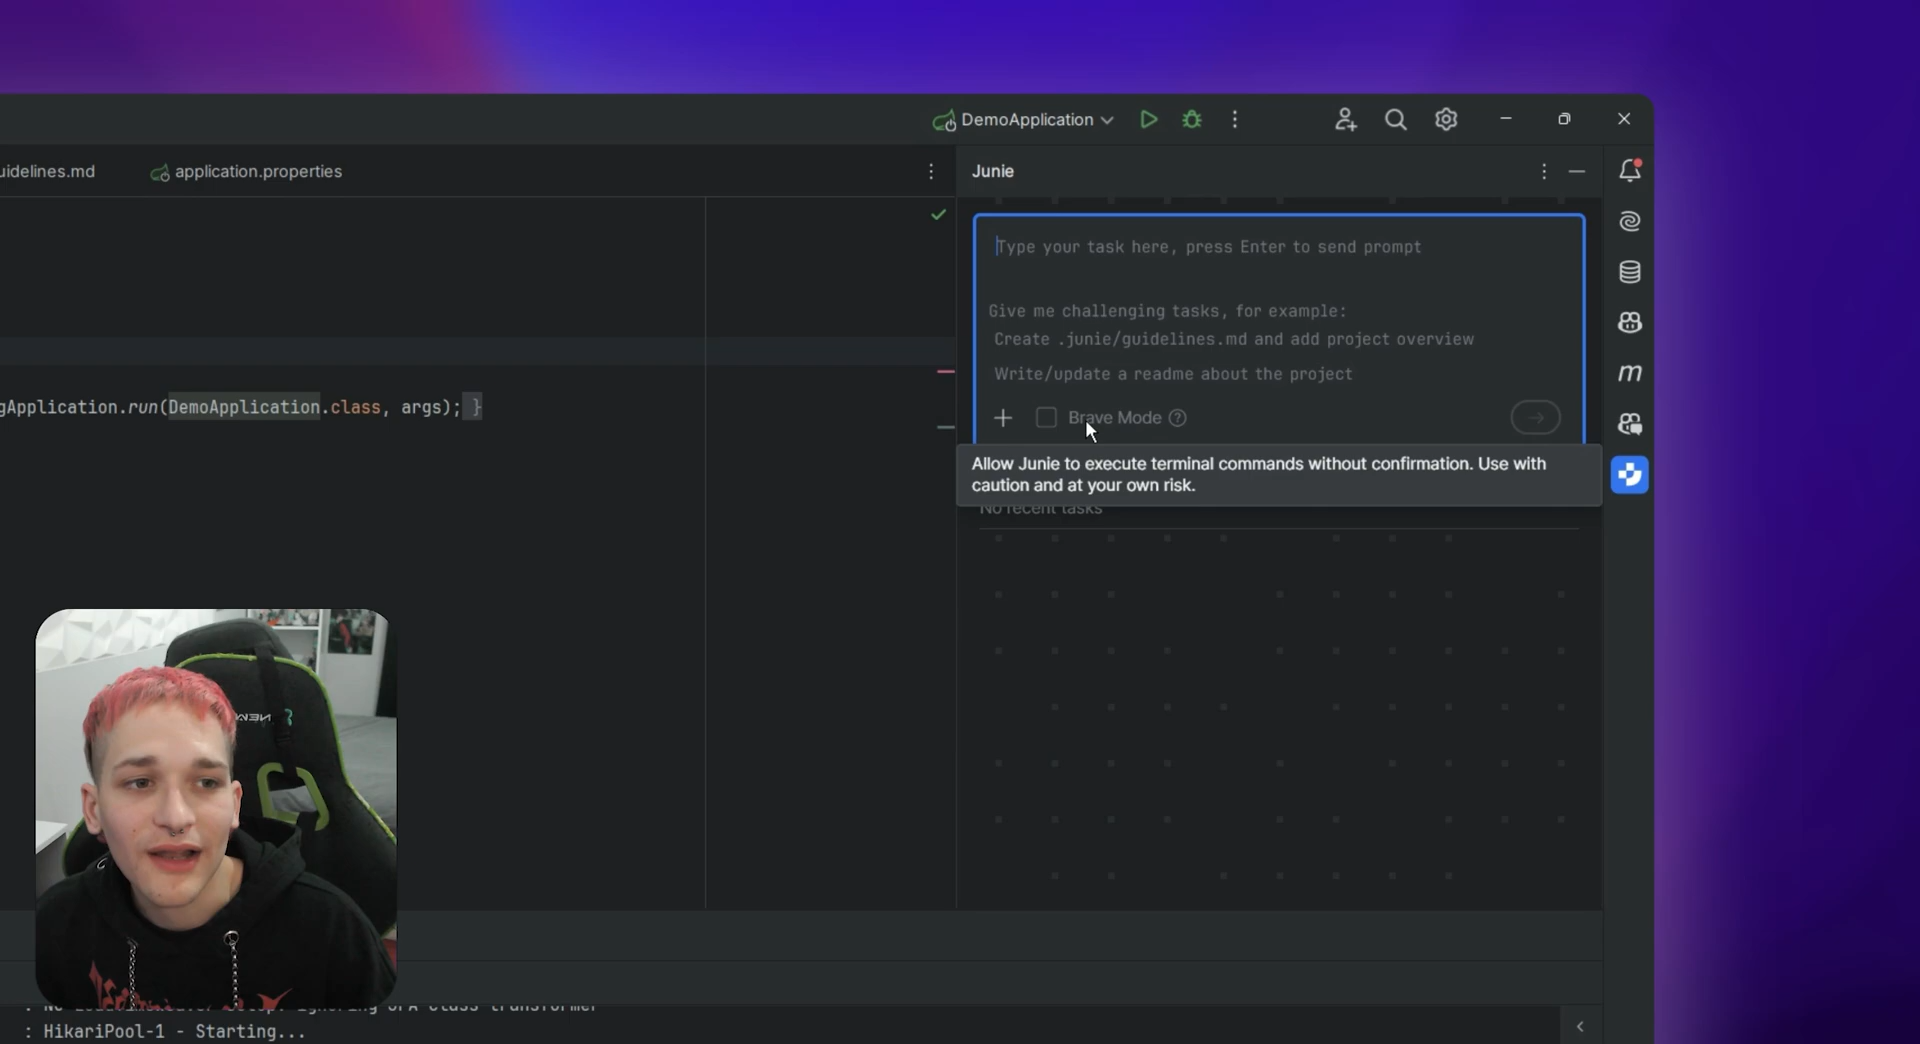 DemoApplication
uidelines.md
application.properties
Junie
Type your task here, press Enter to send prompt
Give me challenging tasks, for example:
Create .junie/guidelines.md and add project overview
Write/update a readme about the project
gApplication.run(DemoApplication.class, args); }
Brave Mode
Allow Junie to execute terminal commands without confirmation. Use with
caution and at your own risk.
No recent tasks
: HikariPool-1 - Starting...